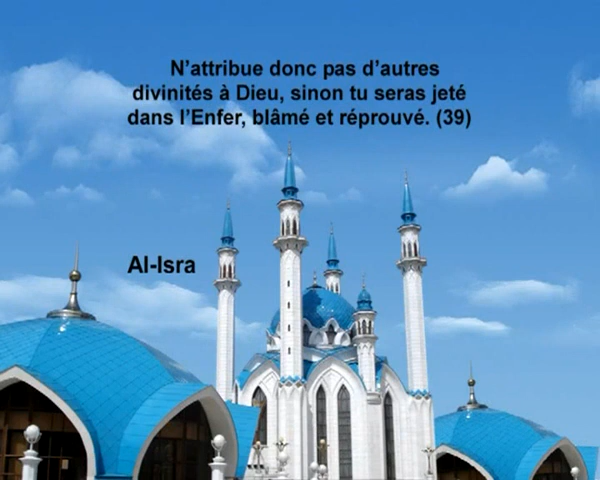 N'attribue donc pas d'autres
divinités à Dieu, sinon tu seras jeté
dans l'Enfer, blâmé et réprouvé. (39)
Al-Isra